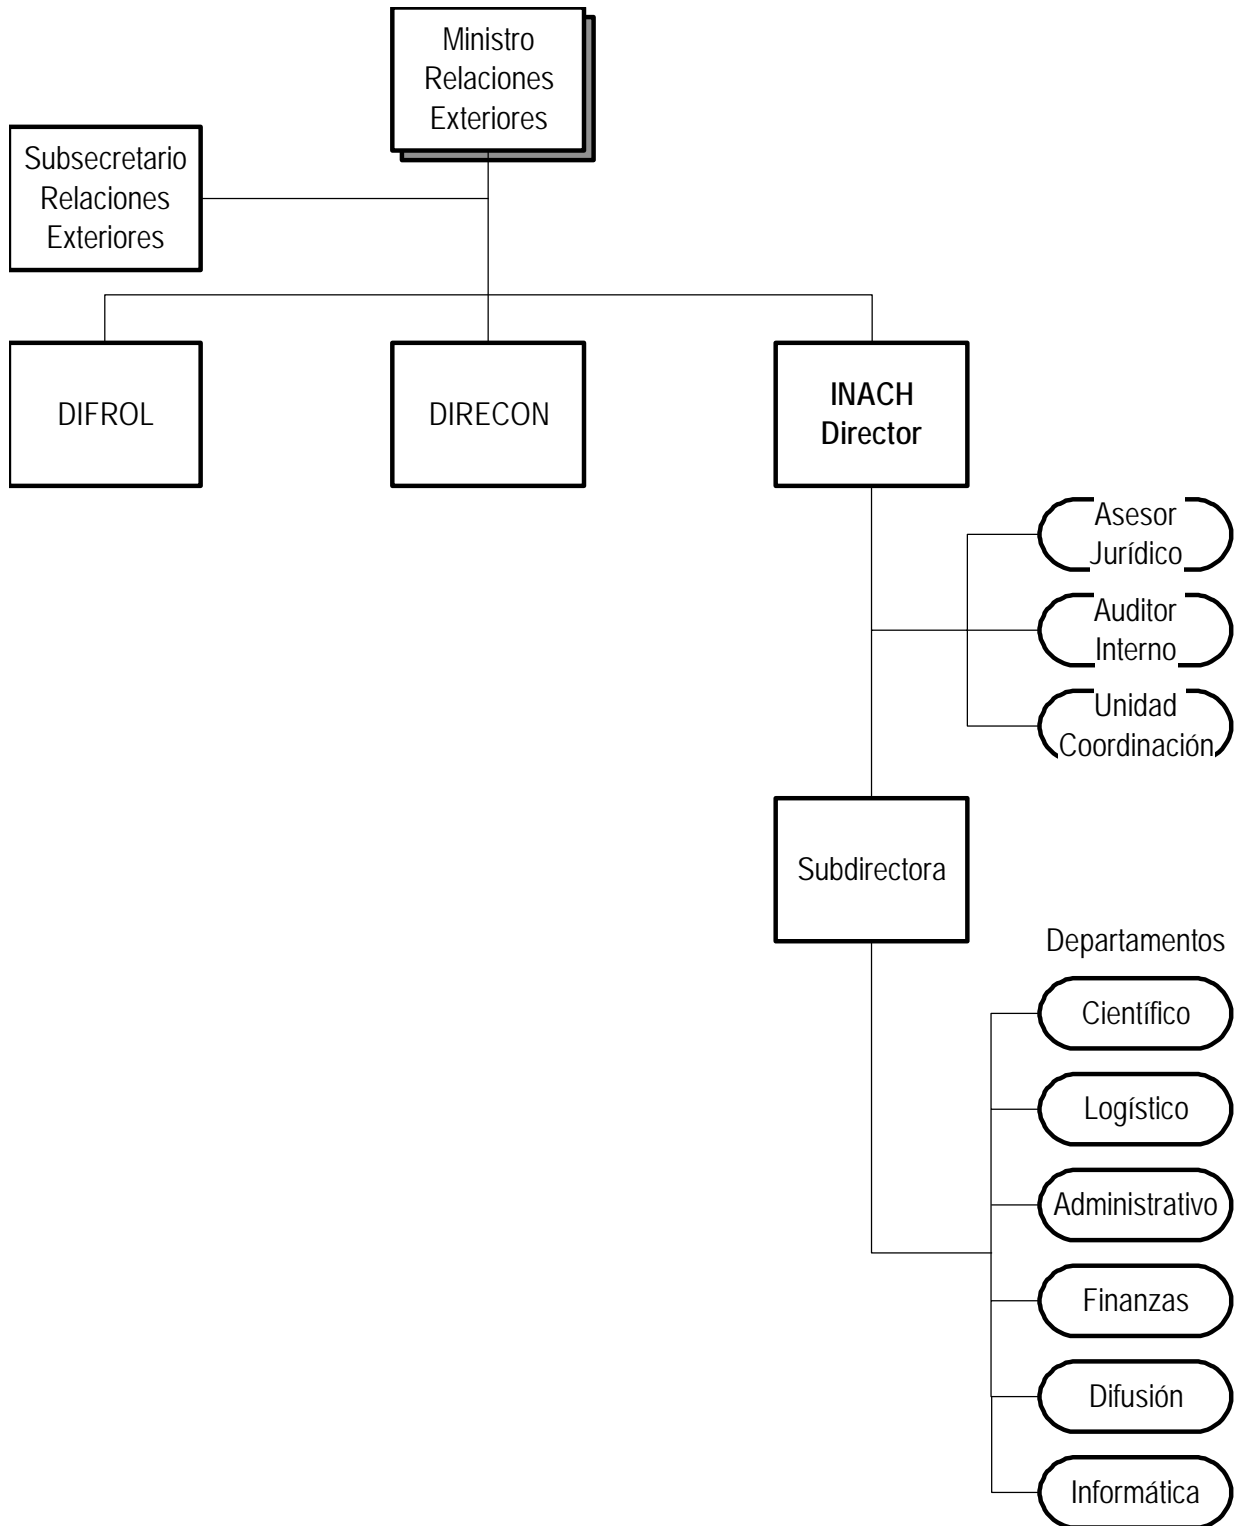 Ministro
Relaciones
Exteriores
Subsecretario
Relaciones
Exteriores
DIFROL
DIRECON
INACH
Director
Asesor
Jurídico
Auditor
Interno
Unidad
Coordinación
Subdirectora
Departamentos
Científico
Logístico
Administrativo
Finanzas
Difusión
Informática